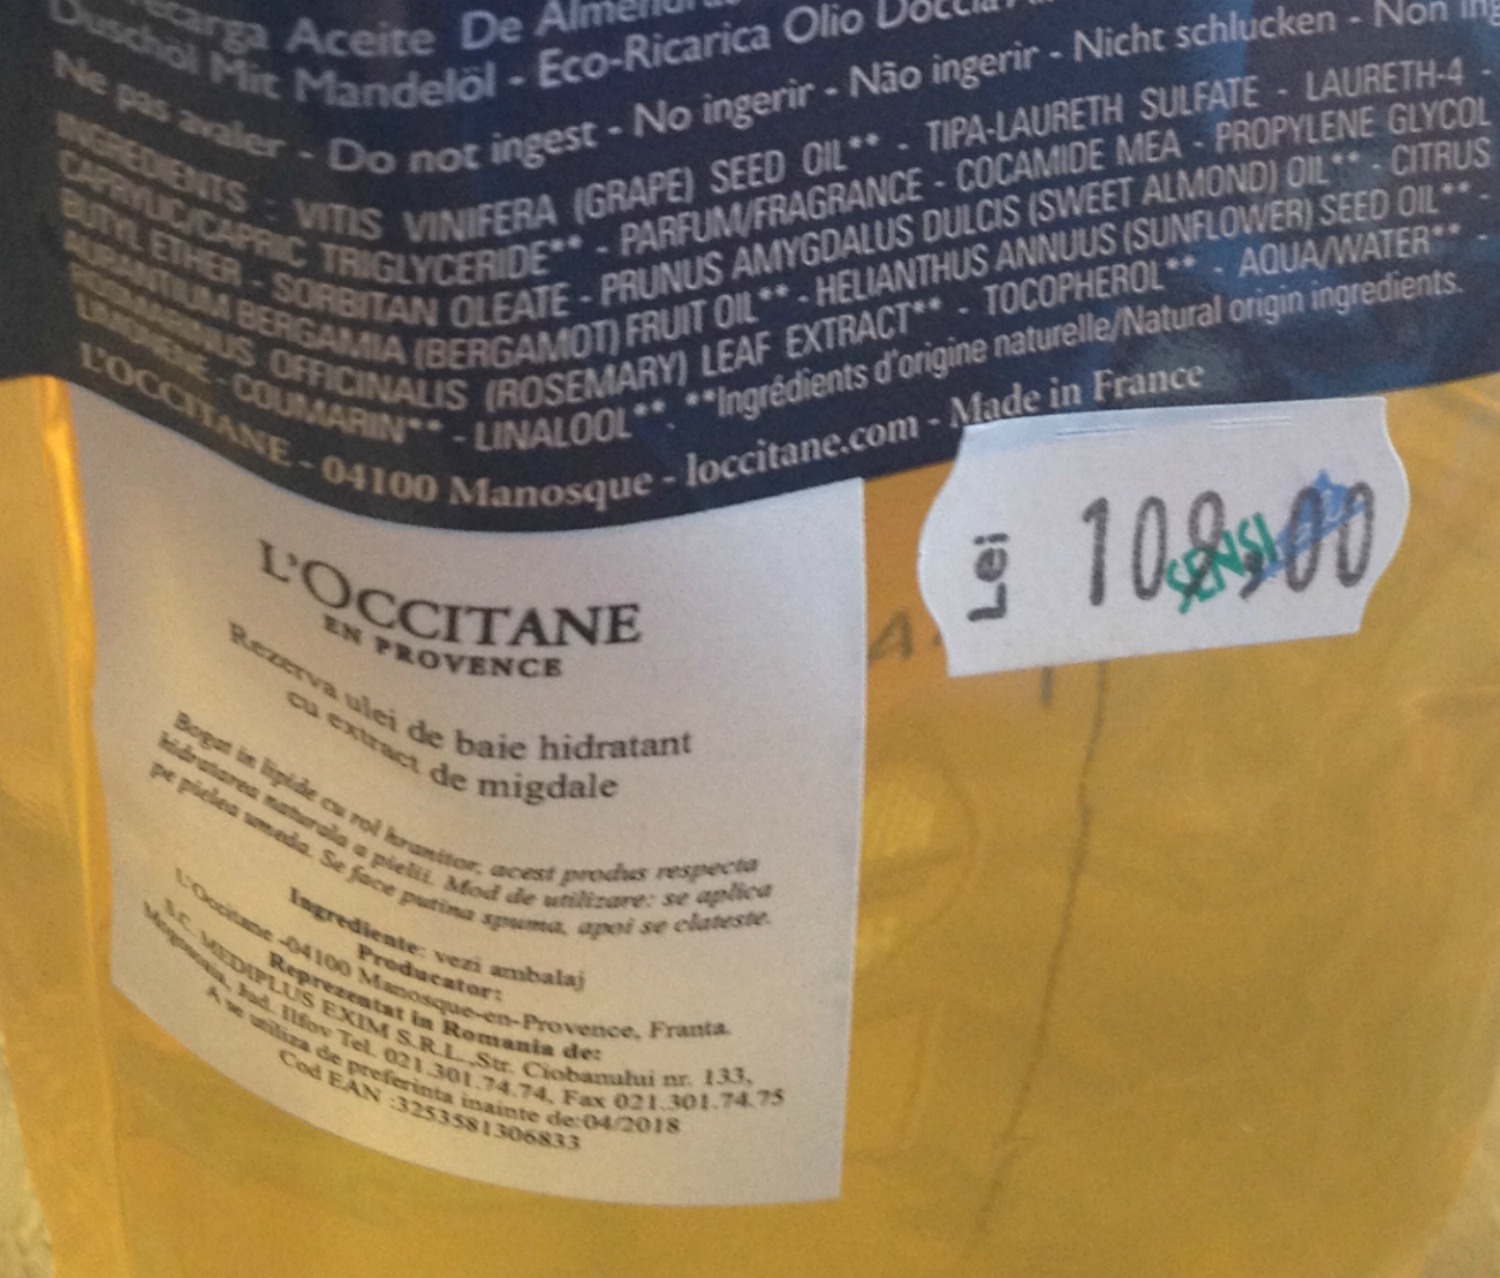 Recarga Aceite De
Duschöl Mit Mandelöl - Eco-Ricarica Olio Doccia
Ne pas avaler - Do not ingest - No ingerir - Não ingerir - Nicht schlucken - Non
INGREDIENTS : VITIS VINIFERA (GRAPE) SEED OIL** - TIPA-LAURETH SULFATE - LAURETH-4 -
CAPRYLIC/CAPRIC TRIGLYCERIDE** - PARFUM/FRAGRANCE - COCAMIDE MEA - PROPYLENE GLYCOL
BUTYL ETHER - SORBITAN OLEATE - PRUNUS AMYGDALUS DULCIS (SWEET ALMOND) OIL** - CITRUS
AURANTIUM BERGAMIA (BERGAMOT) FRUIT OIL** - HELIANTHUS ANNUUS (SUNFLOWER) SEED OIL** -
ROSMARINUS OFFICINALIS (ROSEMARY) LEAF EXTRACT** - TOCOPHEROL** - AQUA/WATER** -
LIMONENE - COUMARIN** - LINALOOL**. **Ingrédients d'origine naturelle/Natural origin ingredients.
L'OCCITANE - 04100 Manosque - loccitane.com - Made in France
Lei 109,00
SENSI
L'OCCITANE
EN PROVENCE
Rezerva ulei de baie hidratant
cu extract de migdale
Bogat in lipide cu rol hranitor, acest produs respecta
hidratarea naturala a pielii. Mod de utilizare: se aplica
pe pielea umeda. Se face putina spuma, apoi se clateste.
Ingrediente: vezi ambalaj
Producator:
L'Occitane -04100 Manosque-en-Provence, Franta.
Reprezentat in Romania de:
S.C. MEDIPLUS EXIM S.R.L.,Str. Ciobanului nr. 133,
Mogosoaia, Jud. Ilfov Tel. 021.301.74.74, Fax 021.301.74.75
A se utiliza de preferinta inainte de:04/2018
Cod EAN :3253581306833